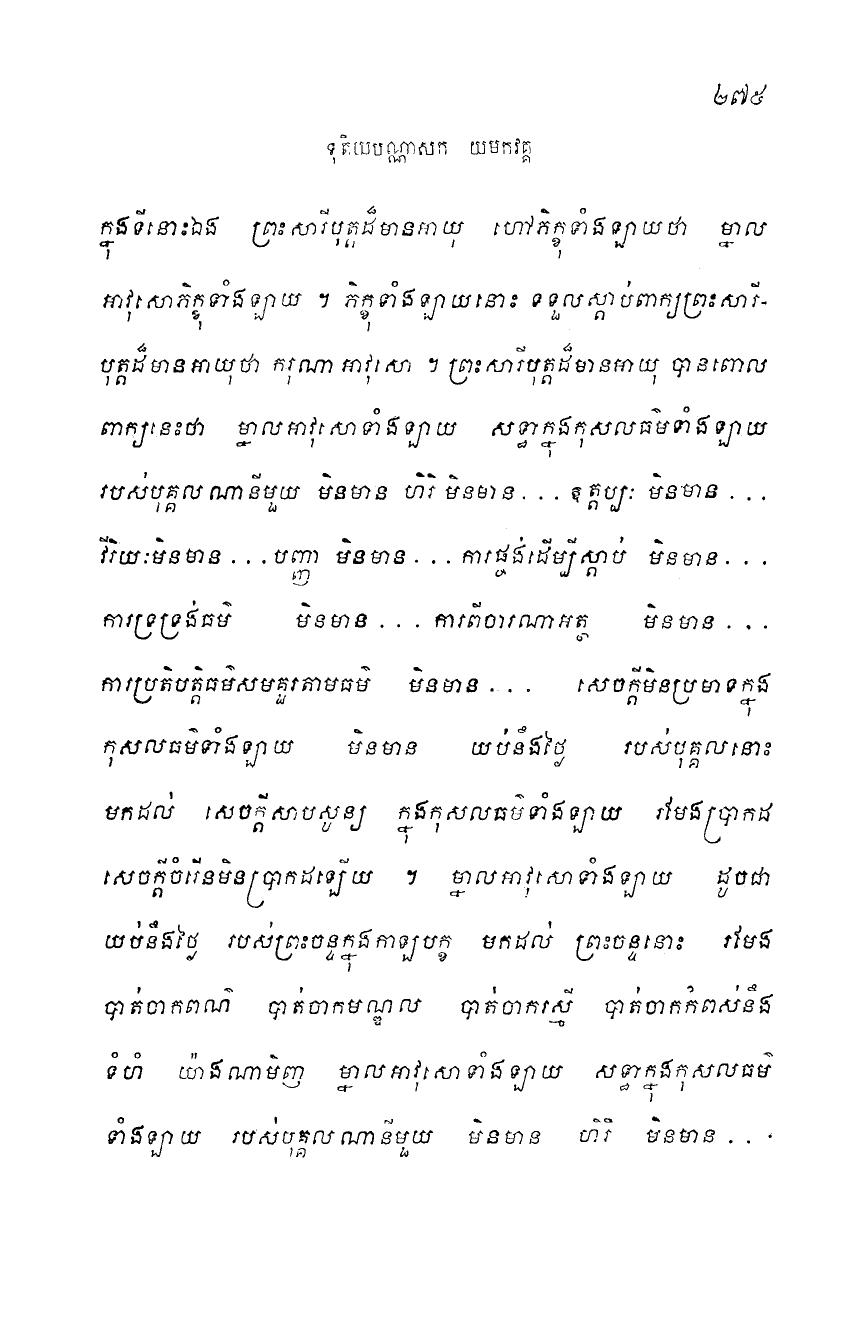 ២៧៥
ទុតិយបណ្ណាសក យមកវគ្គ
ក្នុងទីនោះឯង ព្រះសារីបុត្តដ៏មានអាយុ ហៅភិក្ខុទាំងឡាយថា ម្នាល
អាវុសោភិក្ខុទាំងឡាយ ។ ភិក្ខុទាំងឡាយនោះ ទទួលស្តាប់ពាក្យព្រះសារី-
បុត្តដ៏មានអាយុថា ករុណា អាវុសោ ។ ព្រះសារីបុត្តដ៏មានអាយុ បានពោល
ពាក្យនេះថា ម្នាលអាវុសោទាំងឡាយ សទ្ធាក្នុងកុសលធម៌ទាំងឡាយ
របស់បុគ្គលណានីមួយ មិនមាន ហិរិ មិនមាន... ឧត្តប្បៈ មិនមាន...
វីរិយៈមិនមាន ...បញ្ញា មិនមាន... ការផ្ចង់ដើម្បីស្តាប់ មិនមាន...
ការទ្រទ្រង់ធម៌ មិនមាន... ការពិចារណាអត្ថ មិនមាន ...
ការប្រតិបត្តិធម៌សមគួរតាមធម៌ មិនមាន... សេចក្តីមិនប្រមាទក្នុង
កុសលធម៌ទាំងឡាយ មិនមាន យប់នឹងថ្ងៃ របស់បុគ្គលនោះ
មកដល់ សេចក្តីសាបសូន្យ ក្នុងកុសលធម៌ទាំងឡាយ រមែងប្រាកដ
សេចក្តីចំរើនមិនប្រាកដឡើយ ។ ម្នាលអាវុសោទាំងឡាយ ដូចជា
យប់នឹងថ្ងៃ របស់ព្រះចន្ទក្នុងកាឡបក្ខ មកដល់ ព្រះចន្ទនោះ រមែង
បាត់ចាកពណ៌ បាត់ចាកមណ្ឌល បាត់ចាករស្មី បាត់ចាកកំពស់នឹង
ទំហំ យ៉ាងណាមិញ ម្នាលអាវុសោទាំងឡាយ សទ្ធាក្នុងកុសលធម៌
ទាំងឡាយ របស់បុគ្គលណានីមួយ មិនមាន ហិរិ មិនមាន ...